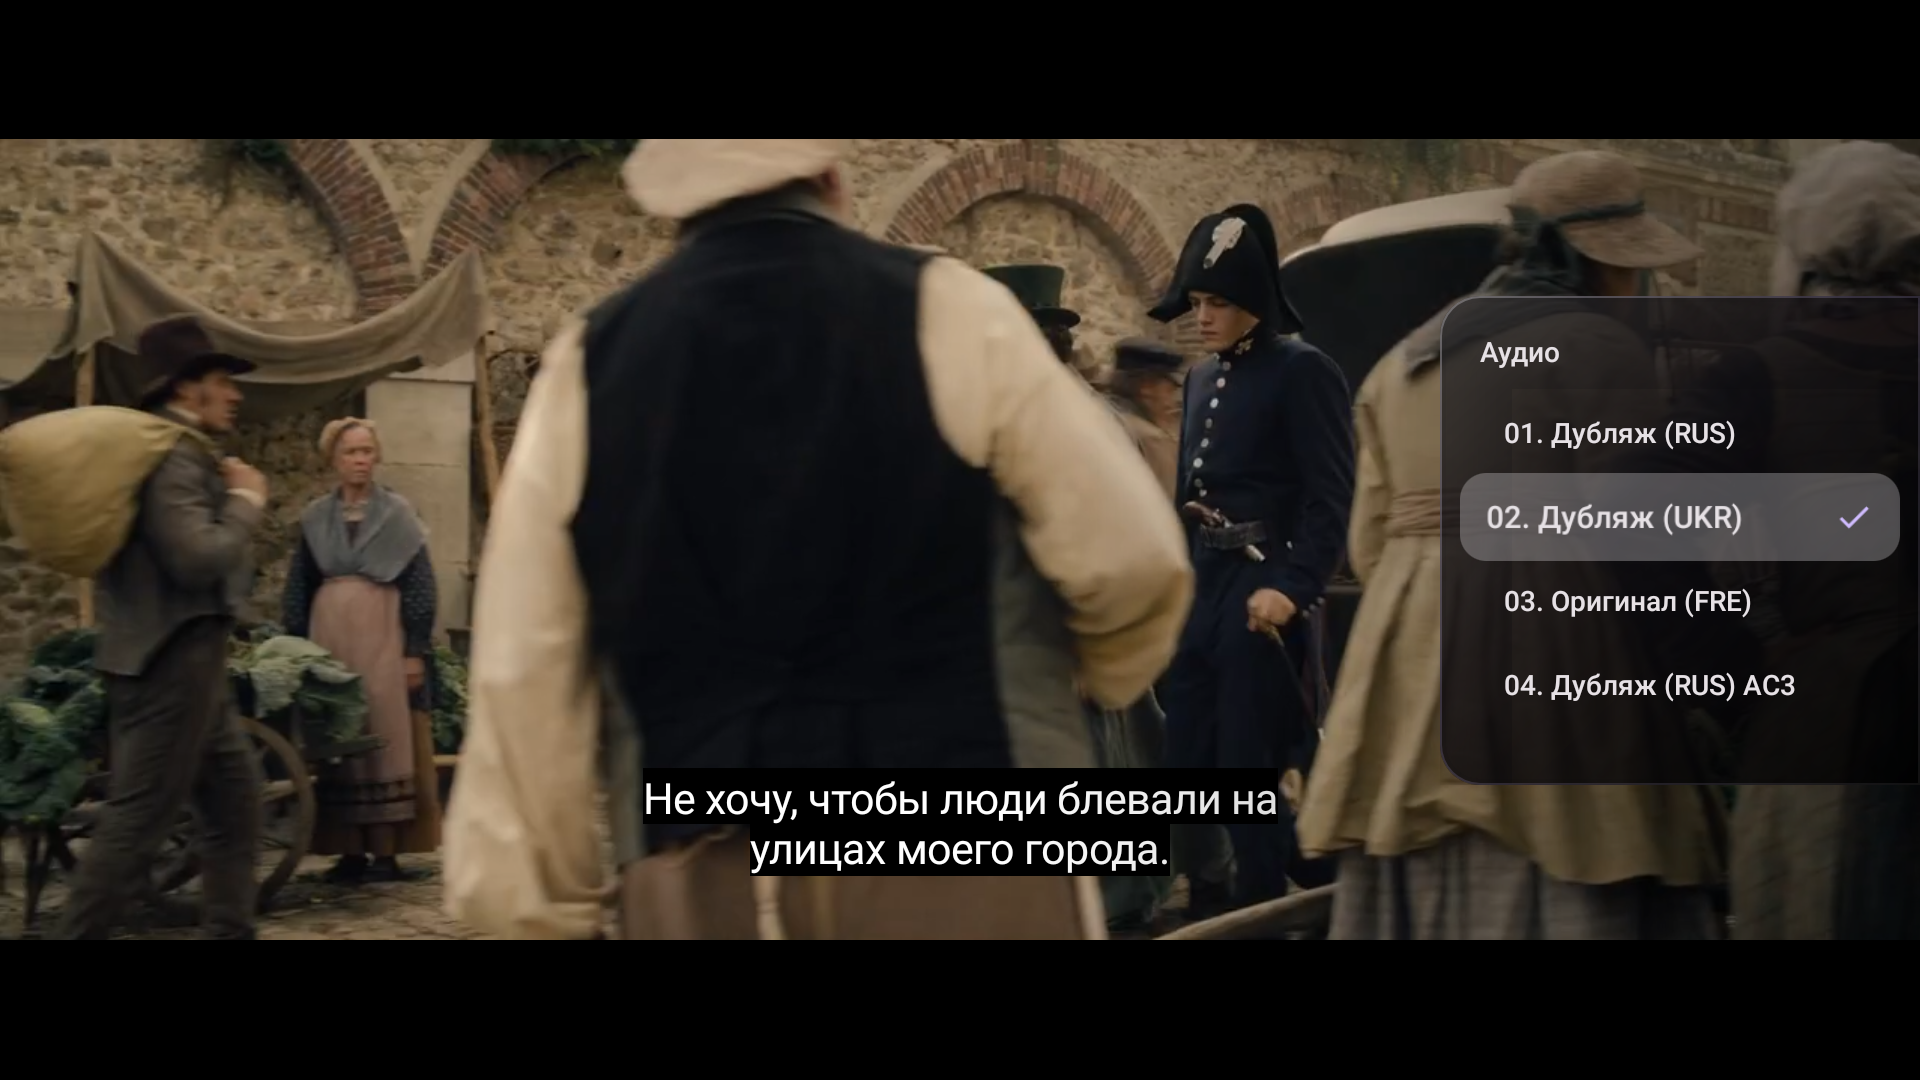 Аудио
01. Дубляж (RUS)
02. Дубляж (UKR)
03. Оригинал (FRE)
04. Дубляж (RUS) AC3
Не хочу, чтобы люди блевали на
улицах моего города.